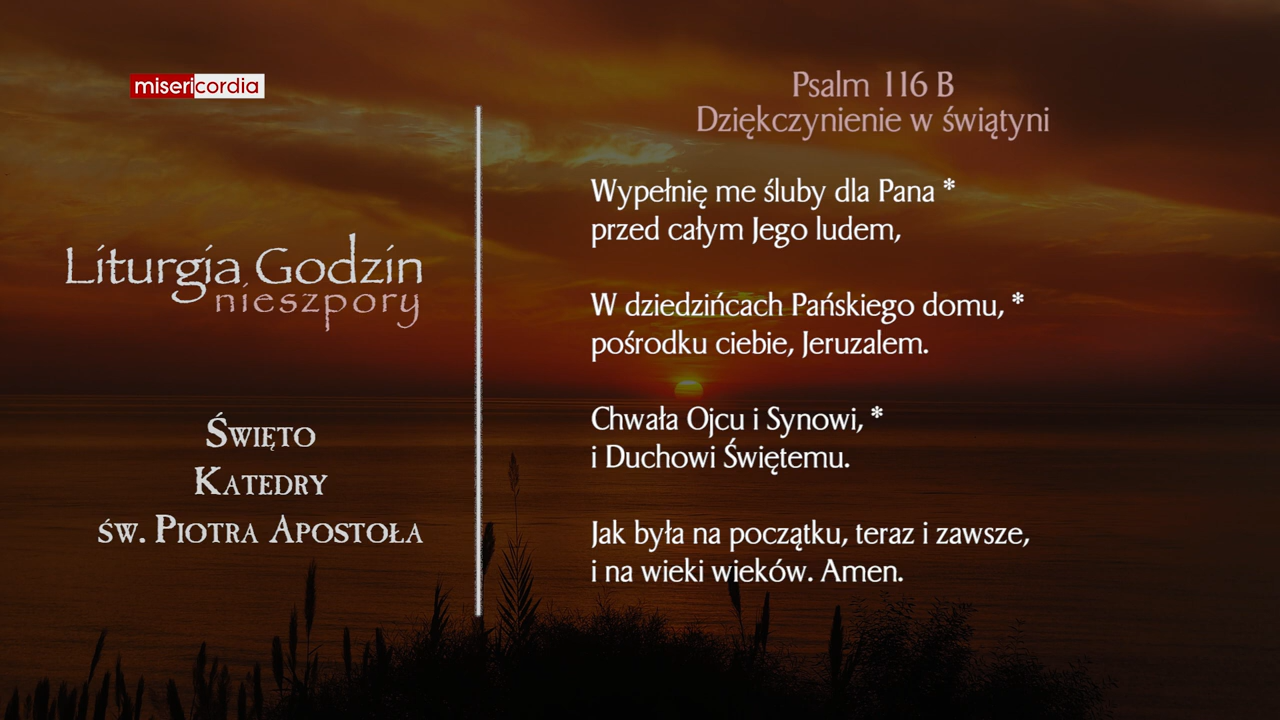 misericordia
Liturgia Godzin
nieszpory
Święto
Katedry
św. Piotra Apostoła
Psalm 116 B
Dziękczynienie w świątyni
Wypełnię me śluby dla Pana *
przed całym Jego ludem,
W dziedzińcach Pańskiego domu, *
pośrodku ciebie, Jeruzalem.
Chwała Ojcu i Synowi, *
i Duchowi Świętemu.
Jak była na początku, teraz i zawsze,
i na wieki wieków. Amen.